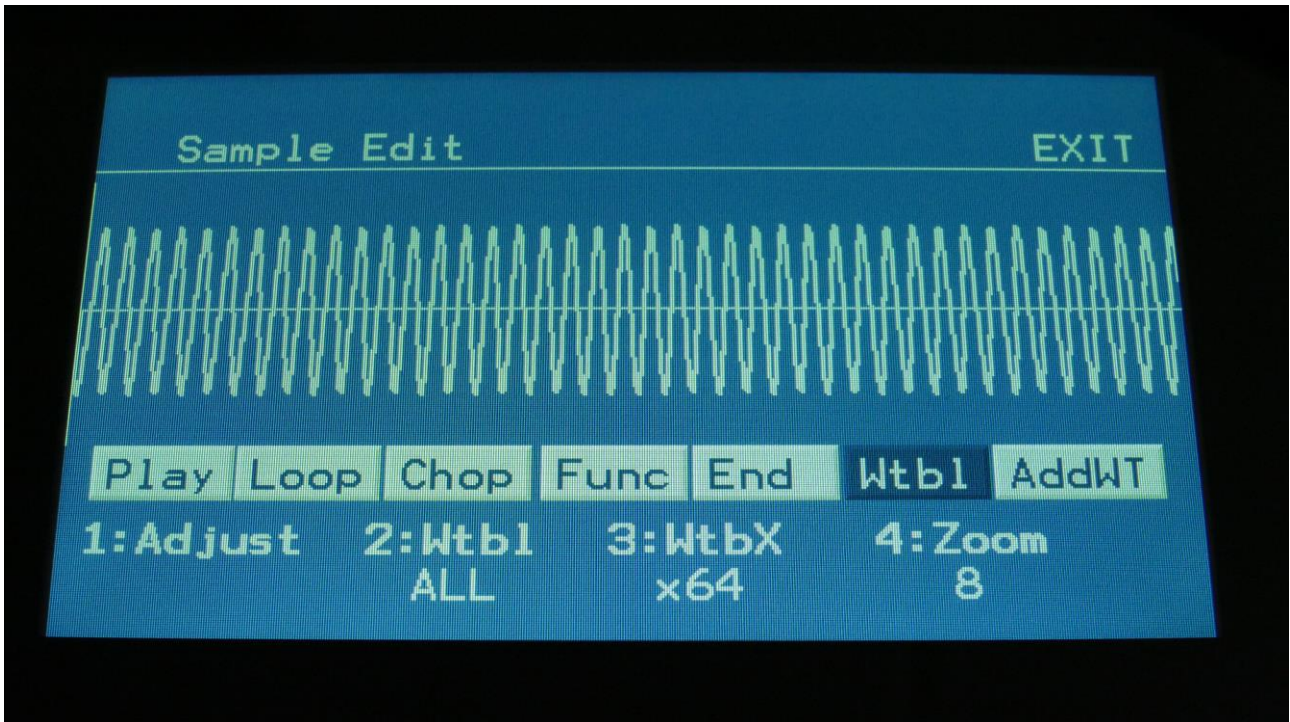 Sample Edit EXIT
Play Loop Chop Func End Wtbl AddWT
1:Adjust 2:Wtbl 3:WtbX 4:Zoom
ALL x64 8